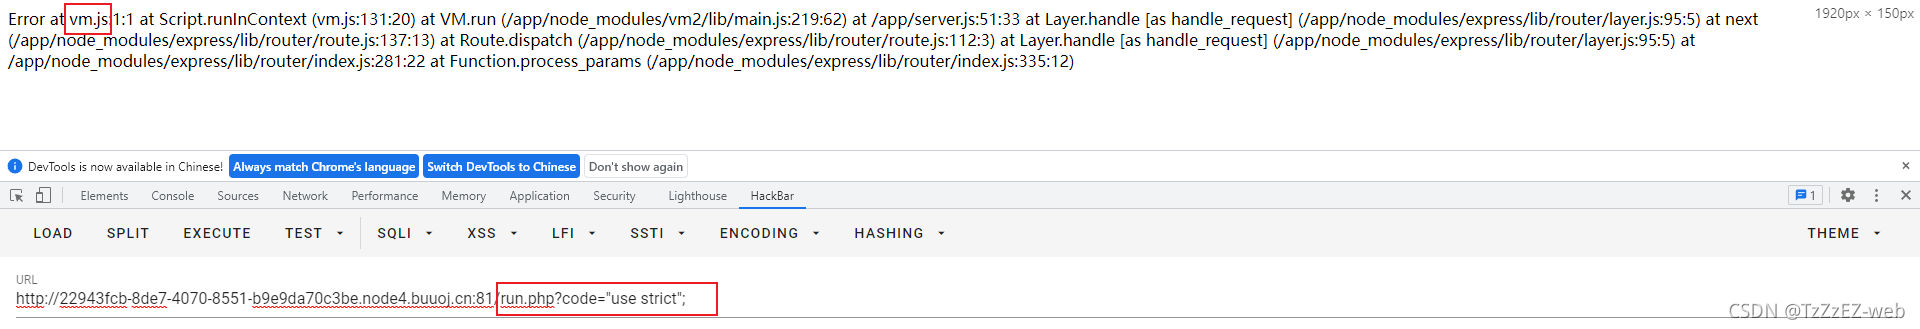 Error at vm.js:1:1 at Script.runInContext (vm.js:131:20) at VM.run (/app/node_modules/vm2/lib/main.js:219:62) at /app/server.js:51:33 at Layer.handle [as handle_request] (/app/node_modules/express/lib/router/layer.js:95:5) at next
1920px × 150px
(/app/node_modules/express/lib/router/route.js:137:13) at Route.dispatch (/app/node_modules/express/lib/router/route.js:112:3) at Layer.handle [as handle_request] (/app/node_modules/express/lib/router/layer.js:95:5) at
/app/node_modules/express/lib/router/index.js:281:22 at Function.process_params (/app/node_modules/express/lib/router/index.js:335:12)
DevTools is now available in Chinese! Always match Chrome's language Switch DevTools to Chinese Don't show again
Elements Console Sources Network Performance Memory Application Security Lighthouse HackBar 1
LOAD SPLIT EXECUTE TEST SQLI XSS LFI SSTI ENCODING HASHING THEME
URL
http://22943fcb-8de7-4070-8551-b9e9da70c3be.node4.buuoj.cn:81/run.php?code="use strict";
CSDN @TzZzEZ-web